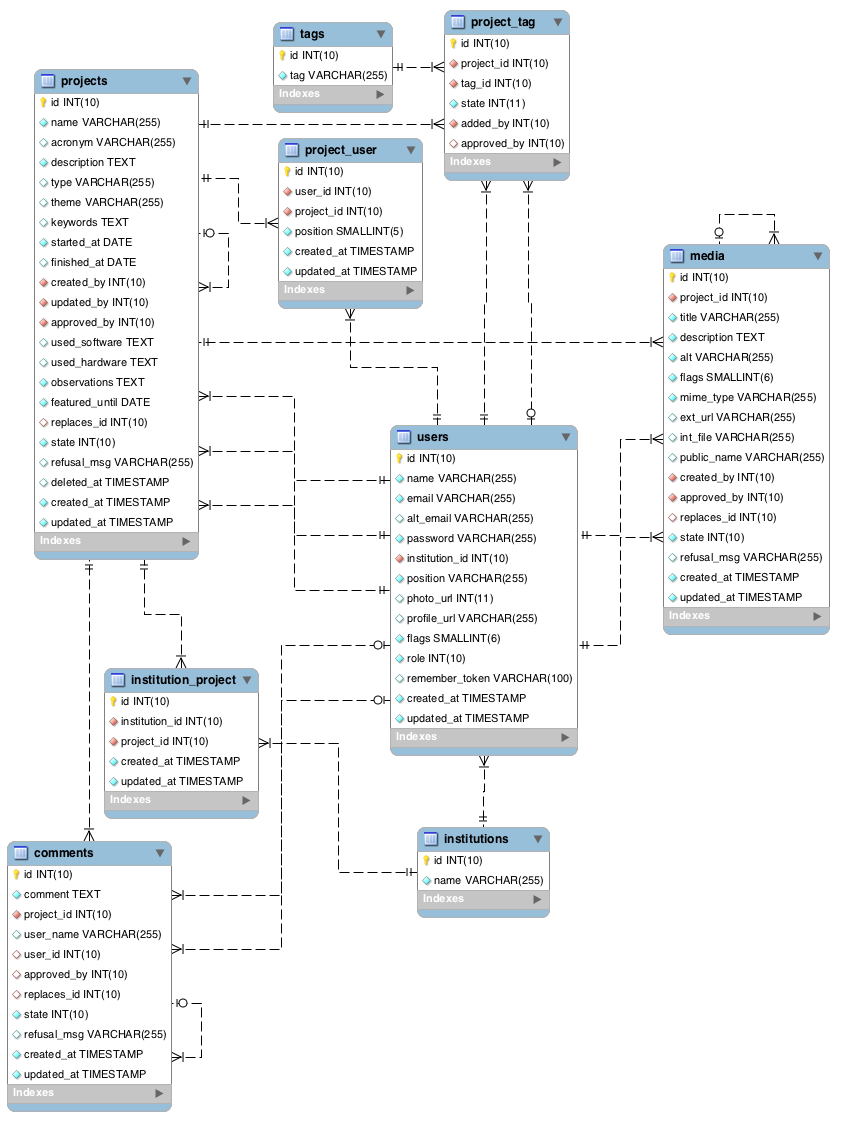 tags
id INT(10)
tag VARCHAR(255)
Indexes
project_tag
id INT(10)
project_id INT(10)
tag_id INT(10)
state INT(11)
added_by INT(10)
approved_by INT(10)
Indexes
projects
id INT(10)
name VARCHAR(255)
acronym VARCHAR(255)
description TEXT
type VARCHAR(255)
theme VARCHAR(255)
keywords TEXT
started_at DATE
finished_at DATE
created_by INT(10)
updated_by INT(10)
approved_by INT(10)
used_software TEXT
used_hardware TEXT
observations TEXT
featured_until DATE
replaces_id INT(10)
state INT(10)
refusal_msg VARCHAR(255)
deleted_at TIMESTAMP
created_at TIMESTAMP
updated_at TIMESTAMP
Indexes
project_user
id INT(10)
user_id INT(10)
project_id INT(10)
position SMALLINT(5)
created_at TIMESTAMP
updated_at TIMESTAMP
Indexes
media
id INT(10)
project_id INT(10)
title VARCHAR(255)
description TEXT
alt VARCHAR(255)
flags SMALLINT(6)
mime_type VARCHAR(255)
ext_url VARCHAR(255)
int_file VARCHAR(255)
public_name VARCHAR(255)
created_by INT(10)
approved_by INT(10)
replaces_id INT(10)
state INT(10)
refusal_msg VARCHAR(255)
created_at TIMESTAMP
updated_at TIMESTAMP
Indexes
users
id INT(10)
name VARCHAR(255)
email VARCHAR(255)
alt_email VARCHAR(255)
password VARCHAR(255)
institution_id INT(10)
position VARCHAR(255)
photo_url INT(11)
profile_url VARCHAR(255)
flags SMALLINT(6)
role INT(10)
remember_token VARCHAR(100)
created_at TIMESTAMP
updated_at TIMESTAMP
Indexes
institution_project
id INT(10)
institution_id INT(10)
project_id INT(10)
created_at TIMESTAMP
updated_at TIMESTAMP
Indexes
institutions
id INT(10)
name VARCHAR(255)
Indexes
comments
id INT(10)
comment TEXT
project_id INT(10)
user_name VARCHAR(255)
user_id INT(10)
approved_by INT(10)
replaces_id INT(10)
state INT(10)
refusal_msg VARCHAR(255)
created_at TIMESTAMP
updated_at TIMESTAMP
Indexes